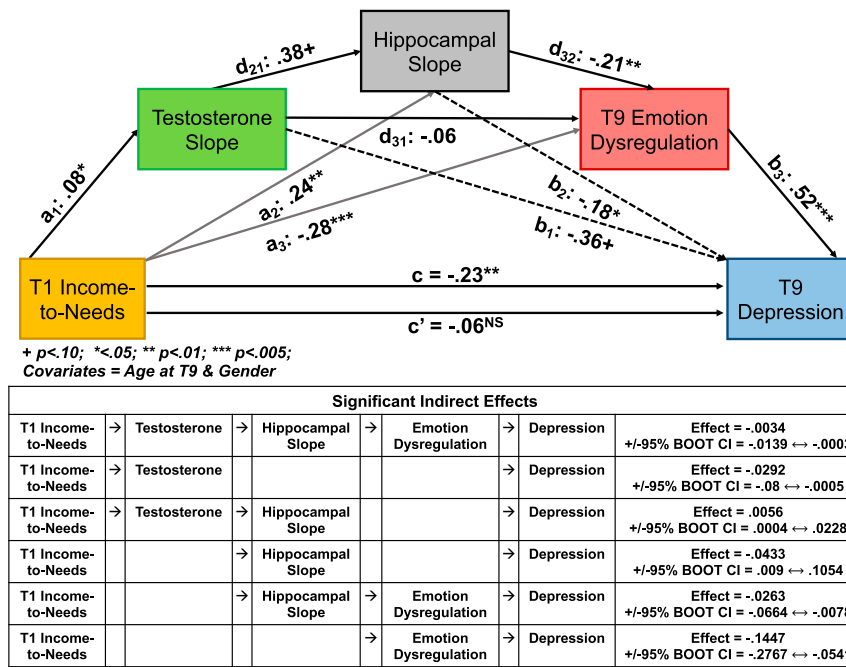 Hippocampal
Slope
d21: .38+
d32: -.21**
Testosterone
Slope
T9 Emotion
Dysregulation
d31: -.06
a1: .08*
a2: .24**
a3: -.28***
b2: -.18*
b1: -.36+
b3: .52***
T1 Income-
to-Needs
c = -.23**
c' = -.06NS
T9
Depression
+ p<.10; *<.05; ** p<.01; *** p<.005;
Covariates = Age at T9 & Gender
Significant Indirect Effects
T1 Income- → Testosterone → Hippocampal → Emotion → Depression Effect = -.0034
to-Needs Slope Dysregulation +/-95% BOOT CI = -.0139 ↔ -.0003
T1 Income- → Testosterone → Depression Effect = -.0292
to-Needs +/-95% BOOT CI = -.08 ↔ -.0005
T1 Income- → Testosterone → Hippocampal → Depression Effect = .0056
to-Needs Slope +/-95% BOOT CI = .0004 ↔ .0228
T1 Income- → Hippocampal → Depression Effect = -.0433
to-Needs Slope +/-95% BOOT CI = .009 ↔ .1054
T1 Income- → Hippocampal → Emotion → Depression Effect = -.0263
to-Needs Slope Dysregulation +/-95% BOOT CI = -.0664 ↔ -.0078
T1 Income- → Emotion → Depression Effect = -.1447
to-Needs Dysregulation +/-95% BOOT CI = -.2767 ↔ -.0541